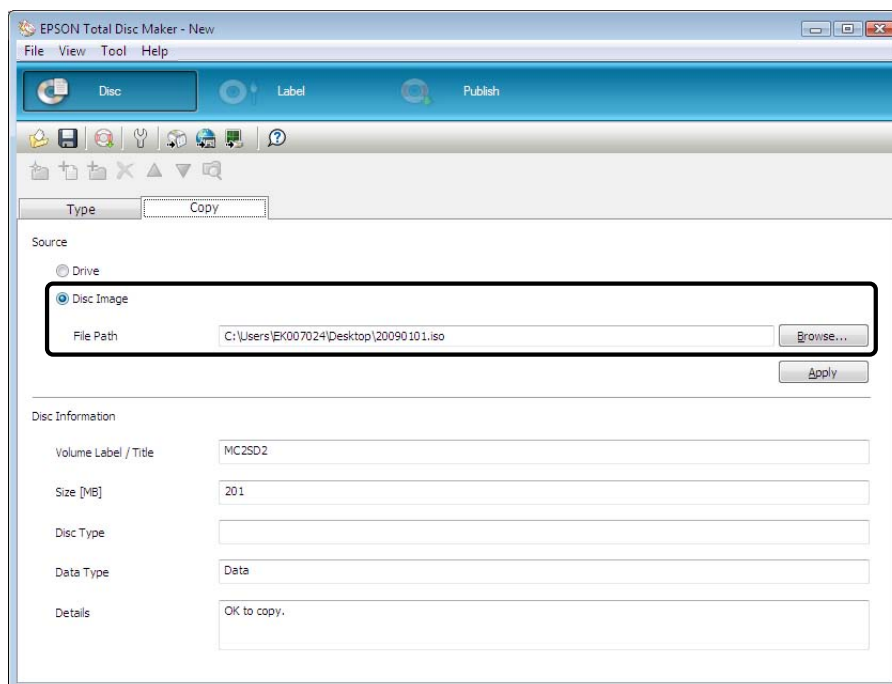 EPSON Total Disc Maker - New
File View Tool Help
Disc Label Publish
Type Copy
Source
Drive
Disc Image
File Path C:\Users\EK007024\Desktop\20090101.iso Browse...
Apply
Disc Information
Volume Label / Title MC2SD2
Size [MB] 201
Disc Type
Data Type Data
Details OK to copy.